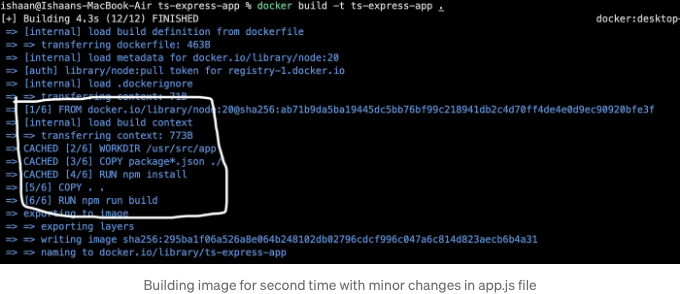 ishaan@Ishaans-MacBook-Air ts-express-app % docker build -t ts-express-app .
[+] Building 4.3s (12/12) FINISHED docker:desktop-
=> [internal] load build definition from dockerfile
=> => transferring dockerfile: 463B
=> [internal] load metadata for docker.io/library/node:20
=> [auth] library/node:pull token for registry-1.docker.io
=> [internal] load .dockerignore
=> => transferring context: 71B
=> [1/6] FROM docker.io/library/node:20@sha256:ab71b9da5ba19445dc5bb76bf99c218941db2c4d70ff4de4e0d9ec90920bfe3f
=> [internal] load build context
=> => transferring context: 773B
=> CACHED [2/6] WORKDIR /usr/src/app
=> CACHED [3/6] COPY package*.json ./
=> CACHED [4/6] RUN npm install
=> [5/6] COPY . .
=> [6/6] RUN npm run build
=> exporting to image
=> => exporting layers
=> => writing image sha256:295ba1f06a526a8e064b248102db02796cdcf996c047a6c814d823aecb6b4a31
=> => naming to docker.io/library/ts-express-app
Building image for second time with minor changes in app.js file